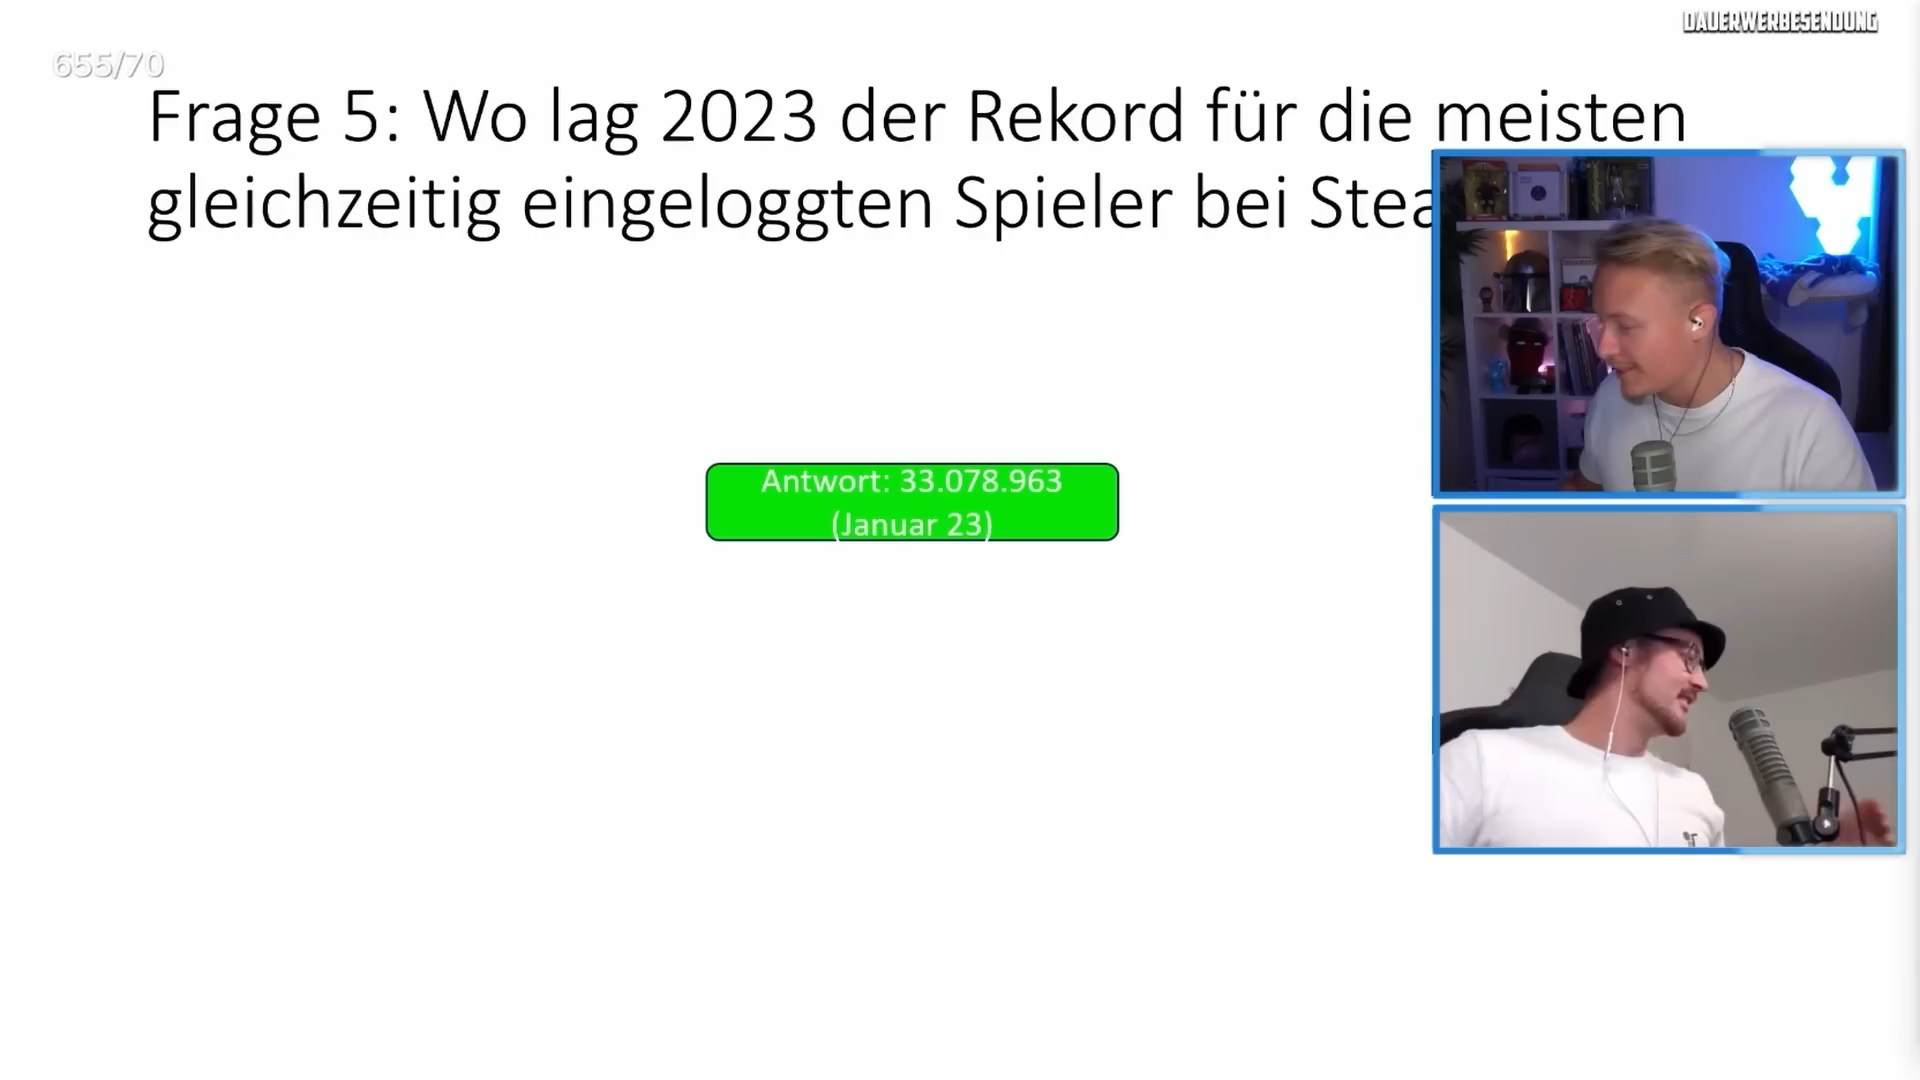 DAUERWERBESENDUNG
655/70
Frage 5: Wo lag 2023 der Rekord für die meisten
gleichzeitig eingeloggten Spieler bei Stea
Antwort: 33.078.963
(Januar 23)